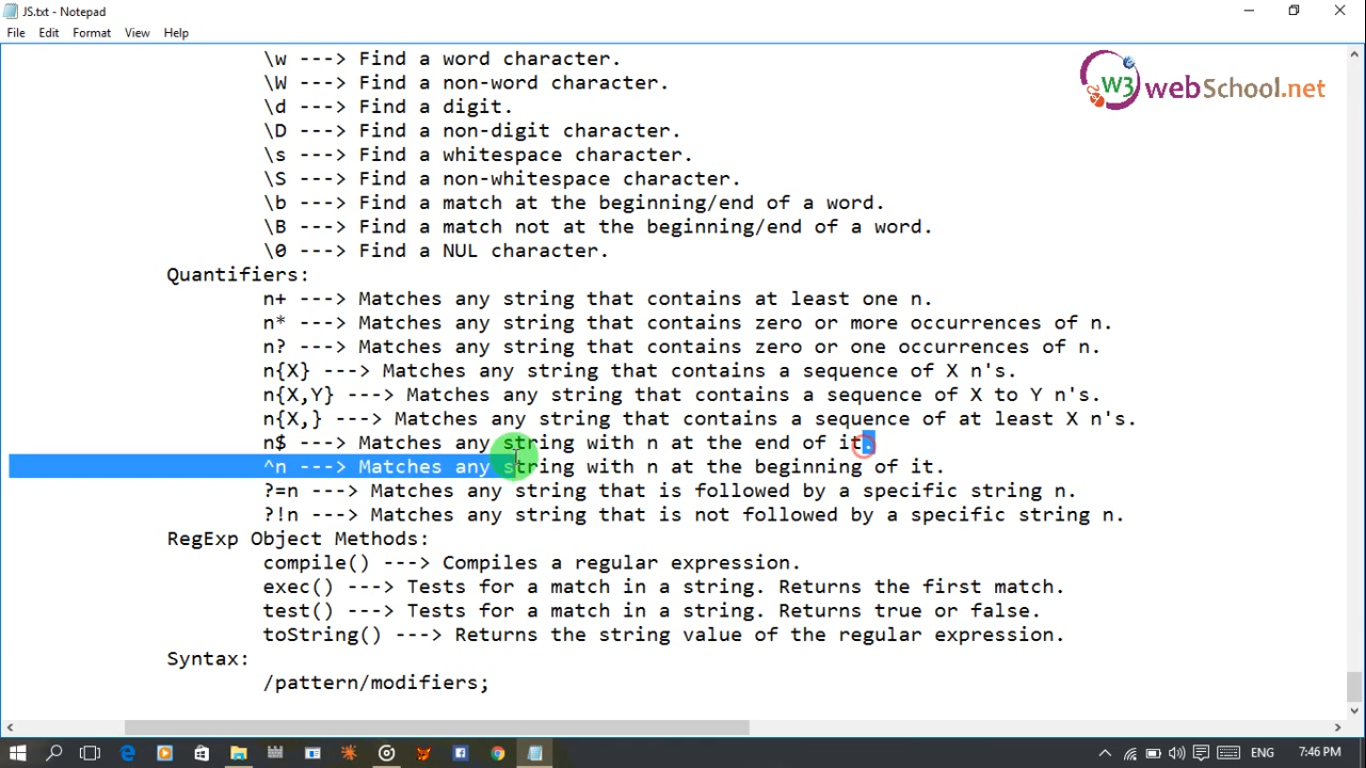 JS.txt - Notepad
File Edit Format View Help
W3 webSchool.net
\w ---> Find a word character.
\W ---> Find a non-word character.
\d ---> Find a digit.
\D ---> Find a non-digit character.
\s ---> Find a whitespace character.
\S ---> Find a non-whitespace character.
\b ---> Find a match at the beginning/end of a word.
\B ---> Find a match not at the beginning/end of a word.
\0 ---> Find a NUL character.
Quantifiers:
n+ ---> Matches any string that contains at least one n.
n* ---> Matches any string that contains zero or more occurrences of n.
n? ---> Matches any string that contains zero or one occurrences of n.
n{X} ---> Matches any string that contains a sequence of X n's.
n{X,Y} ---> Matches any string that contains a sequence of X to Y n's.
n{X,} ---> Matches any string that contains a sequence of at least X n's.
n$ ---> Matches any string with n at the end of it.
^n ---> Matches any string with n at the beginning of it.
?=n ---> Matches any string that is followed by a specific string n.
?!n ---> Matches any string that is not followed by a specific string n.
RegExp Object Methods:
compile() ---> Compiles a regular expression.
exec() ---> Tests for a match in a string. Returns the first match.
test() ---> Tests for a match in a string. Returns true or false.
toString() ---> Returns the string value of the regular expression.
Syntax:
/pattern/modifiers;
ENG 7:46 PM